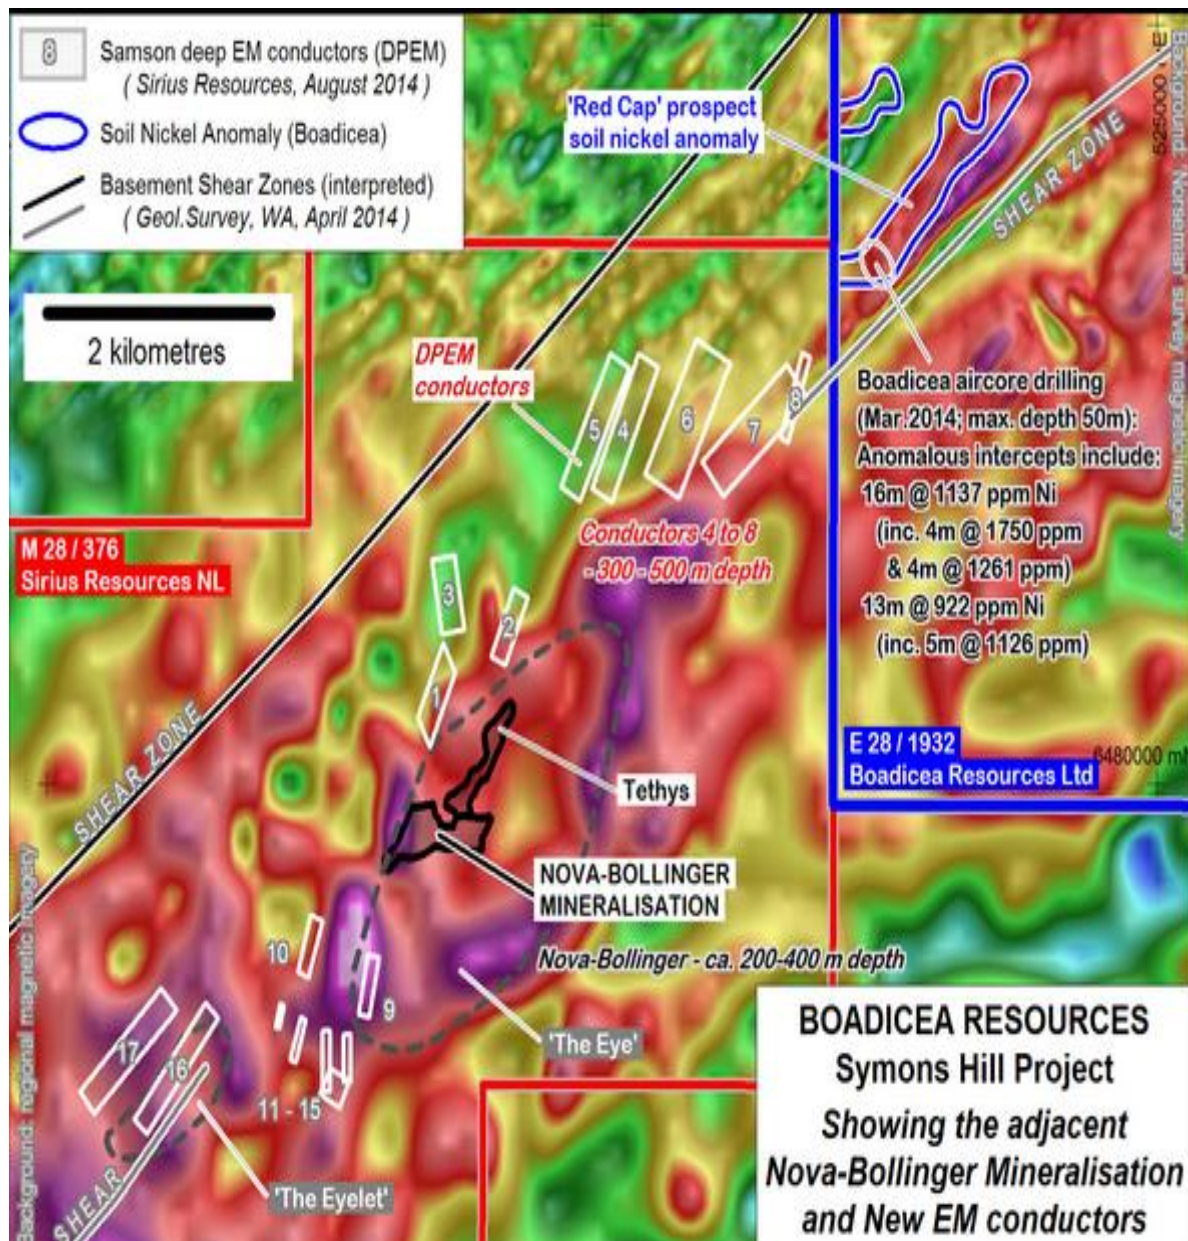 8
Samson deep EM conductors (DPEM)
( Sirius Resources, August 2014 )
Soil Nickel Anomaly (Boadicea)
Basement Shear Zones (interpreted)
( Geol.Survey, WA, April 2014 )
2 kilometres
'Red Cap' prospect
soil nickel anomaly
525000 mE
Background: Norseman survey magnetic imagery
SHEAR ZONE
DPEM
conductors
5
4
6
7
8
Boadicea aircore drilling
(Mar.2014; max. depth 50m):
Anomalous intercepts include:
16m @ 1137 ppm Ni
(inc. 4m @ 1750 ppm
& 4m @ 1261 ppm)
13m @ 922 ppm Ni
(inc. 5m @ 1126 ppm)
M 28 / 376
Sirius Resources NL
Conductors 4 to 8
- 300 - 500 m depth
3
2
1
SHEAR ZONE
E 28 / 1932
Boadicea Resources Ltd
6480000 mN
Tethys
NOVA-BOLLINGER
MINERALISATION
Nova-Bollinger - ca. 200-400 m depth
10
9
'The Eye'
17
16
11 - 15
'The Eyelet'
SHEAR
Background: regional magnetic imagery
BOADICEA RESOURCES
Symons Hill Project
Showing the adjacent
Nova-Bollinger Mineralisation
and New EM conductors